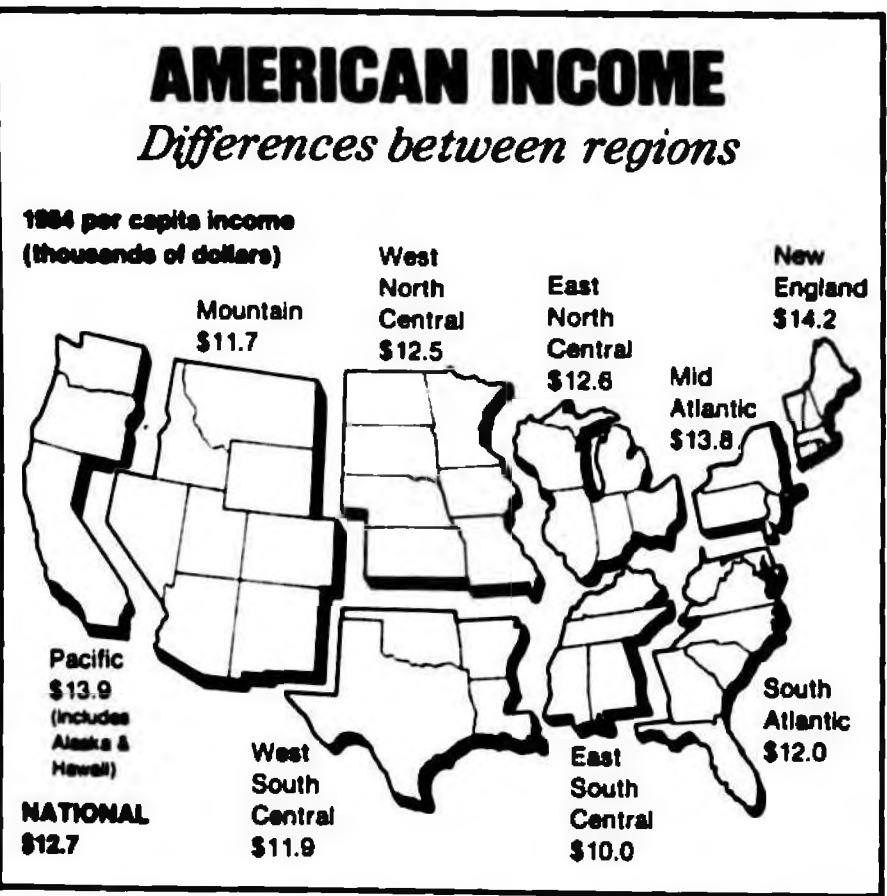 AMERICAN INCOME
Differences between regions
1984 per capita income
(thousands of dollars)
Mountain
$11.7
West
North
Central
$12.5
East
North
Central
$12.6
Mid
Atlantic
$13.8
New
England
$14.2
Pacific
$13.9
(includes
Alaska &
Hawaii)
NATIONAL
$12.7
West
South
Central
$11.9
East
South
Central
$10.0
South
Atlantic
$12.0